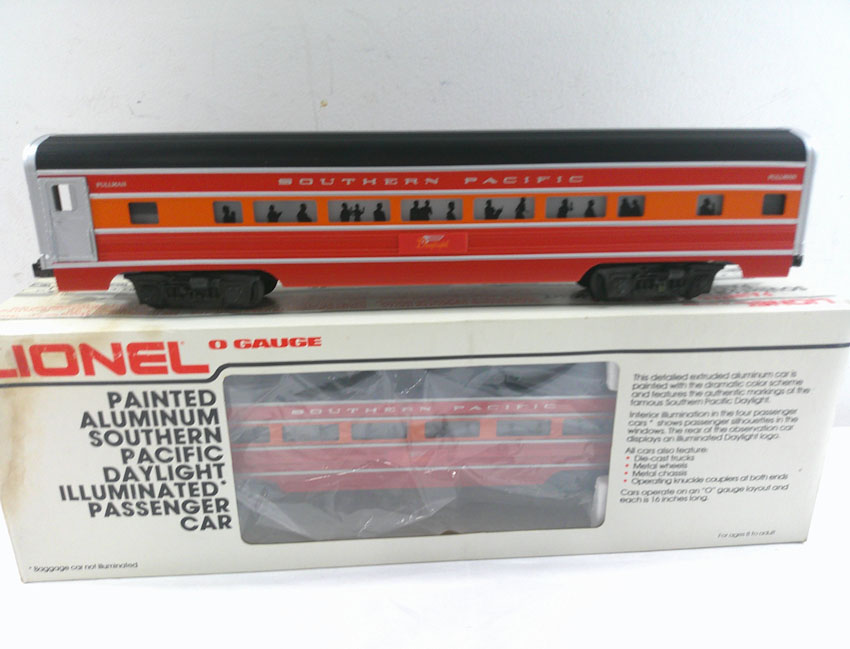 PULLMAN SOUTHERN PACIFIC PULLMAN
Daylight
LIONEL
LIONEL O GAUGE
PAINTED
ALUMINUM
SOUTHERN
PACIFIC
DAYLIGHT
ILLUMINATED*
PASSENGER
CAR
* Baggage car not illuminated
SOUTHERN PACIFIC
This detailed extruded aluminum car is
painted with the dramatic color scheme
and features the authentic markings of the
famous Southern Pacific Daylight.
Interior illumination in the four passenger
cars * shows passenger silhouettes in the
windows. The rear of the observation car
displays an illuminated Daylight logo.
All cars also feature:
• Die-cast trucks
• Metal wheels
• Metal chassis
• Operating knuckle couplers at both ends
Cars operate on an "O" gauge layout and
each is 16 inches long.
For ages 8 to adult